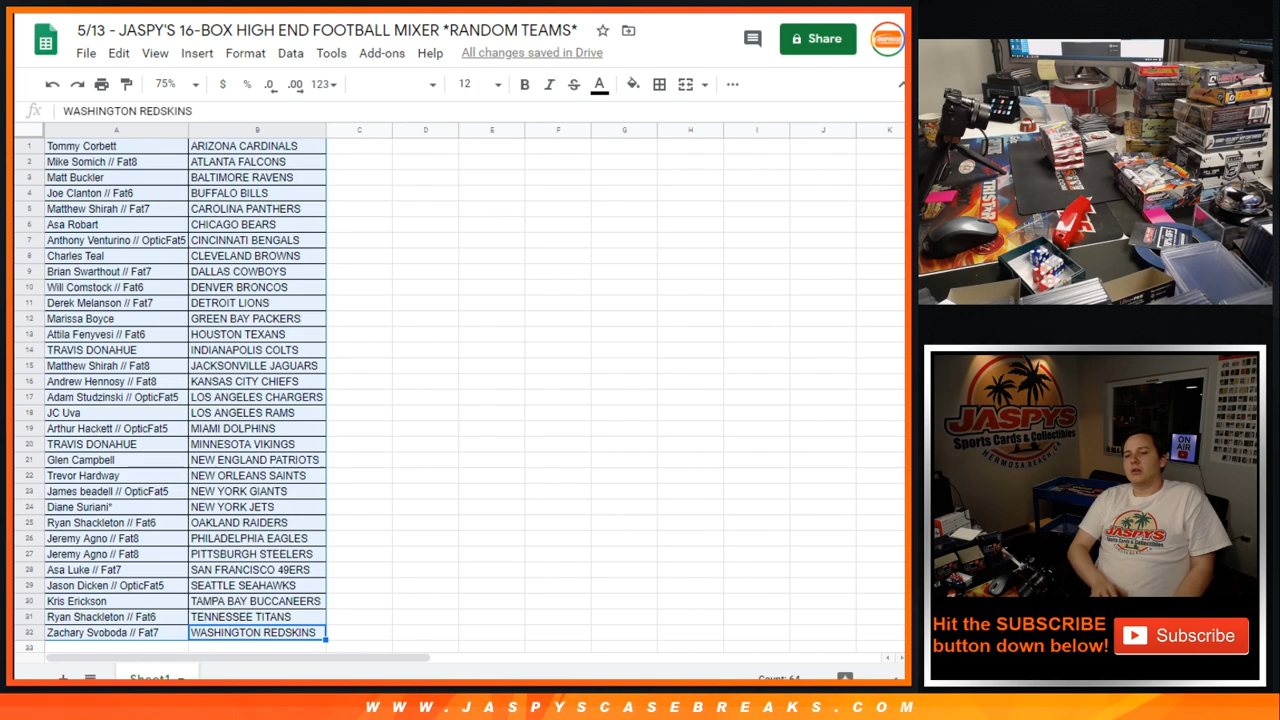 5/13 - JASPY'S 16-BOX HIGH END FOOTBALL MIXER *RANDOM TEAMS*
File Edit View Insert Format Data Tools Add-ons Help All changes saved in Drive
Share
75% $ % .0 .00 123 12 B I S A
fx WASHINGTON REDSKINS
A B C D E F G H I J K
1 Tommy Corbett ARIZONA CARDINALS
2 Mike Somich // Fat8 ATLANTA FALCONS
3 Matt Buckler BALTIMORE RAVENS
4 Joe Clanton // Fat6 BUFFALO BILLS
5 Matthew Shirah // Fat7 CAROLINA PANTHERS
6 Asa Robart CHICAGO BEARS
7 Anthony Venturino // OpticFat5 CINCINNATI BENGALS
8 Charles Teal CLEVELAND BROWNS
9 Brian Swarthout // Fat7 DALLAS COWBOYS
10 Will Comstock // Fat6 DENVER BRONCOS
11 Derek Melanson // Fat7 DETROIT LIONS
12 Marissa Boyce GREEN BAY PACKERS
13 Attila Fenyvesi // Fat6 HOUSTON TEXANS
14 TRAVIS DONAHUE INDIANAPOLIS COLTS
15 Matthew Shirah // Fat8 JACKSONVILLE JAGUARS
16 Andrew Hennosy // Fat8 KANSAS CITY CHIEFS
17 Adam Studzinski // OpticFat5 LOS ANGELES CHARGERS
18 JC Uva LOS ANGELES RAMS
19 Arthur Hackett // OpticFat5 MIAMI DOLPHINS
20 TRAVIS DONAHUE MINNESOTA VIKINGS
21 Glen Campbell NEW ENGLAND PATRIOTS
22 Trevor Hardway NEW ORLEANS SAINTS
23 James beadell // OpticFat5 NEW YORK GIANTS
24 Diane Suriani* NEW YORK JETS
25 Ryan Shackleton // Fat6 OAKLAND RAIDERS
26 Jeremy Agno // Fat8 PHILADELPHIA EAGLES
27 Jeremy Agno // Fat8 PITTSBURGH STEELERS
28 Asa Luke // Fat7 SAN FRANCISCO 49ERS
29 Jason Dicken // OpticFat5 SEATTLE SEAHAWKS
30 Kris Erickson TAMPA BAY BUCCANEERS
31 Ryan Shackleton // Fat6 TENNESSEE TITANS
32 Zachary Svoboda // Fat7 WASHINGTON REDSKINS
33
Sheet1
Count: 64
JASPYS
Sports Cards & Collectibles
HERMOSA BEACH, CA
ON
AIR
JASPYS
Hit the SUBSCRIBE
button down below!
Subscribe
WWW.JASPYSCASEBREAKS.COM